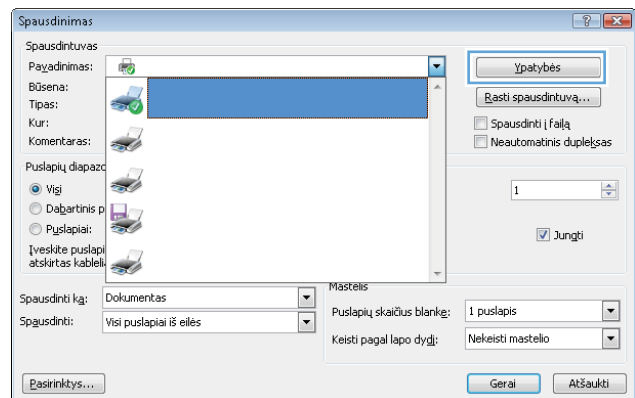 Spausdinimas
Spausdintuvas
Pavadinimas:
Ypatybės
Būsena:
Tipas:
Rasti spausdintuvą...
Kur:
Spausdinti į failą
Komentaras:
Neautomatinis dupleksas
Puslapių diapazo
Visi
1
Dabartinis p
Puslapiai:
Jungti
Įveskite puslapi
atskirtas kableli
Mastelis
Spausdinti ką: Dokumentas
Puslapių skaičius blanke: 1 puslapis
Spausdinti: Visi puslapiai iš eilės
Keisti pagal lapo dydį: Nekeisti mastelio
Pasirinktys...
Gerai
Atšaukti